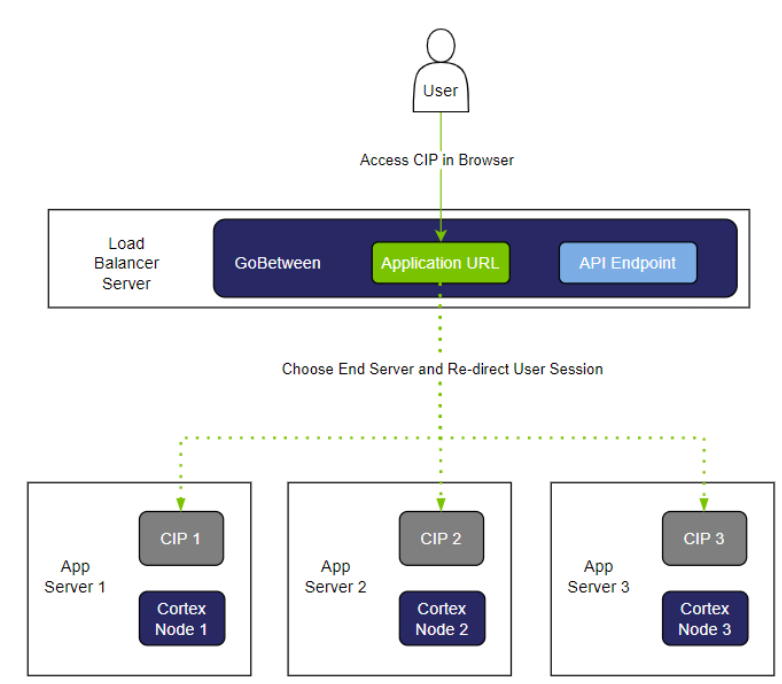 User
Access CIP in Browser
Load
Balancer
Server
GoBetween
Application URL
API Endpoint
Choose End Server and Re-direct User Session
App
Server 1
CIP 1
Cortex
Node 1
App
Server 2
CIP 2
Cortex
Node 2
App
Server 3
CIP 3
Cortex
Node 3